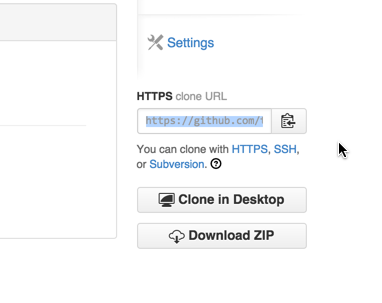 Settings
HTTPS clone URL
https://github.com/
You can clone with HTTPS, SSH,
or Subversion.
Clone in Desktop
Download ZIP